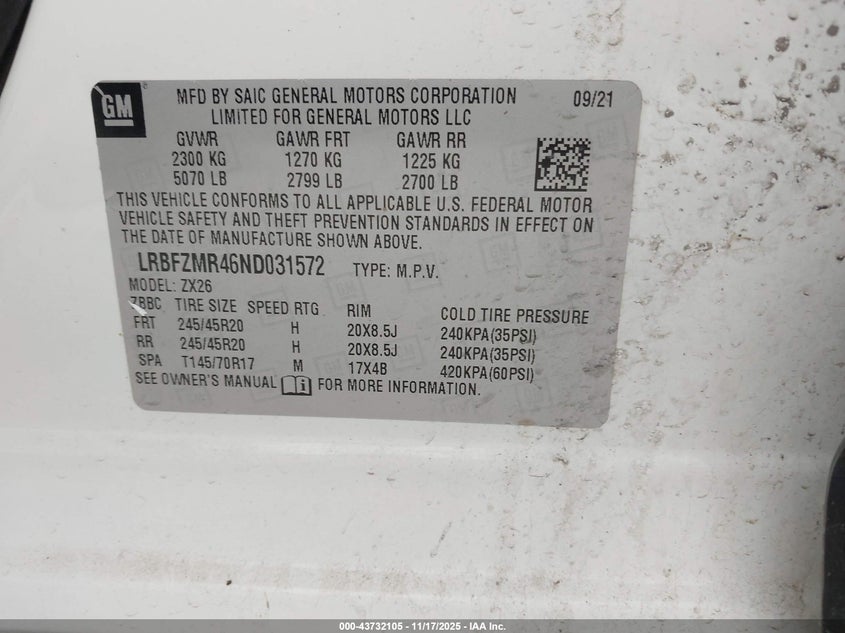 GM
MFD BY SAIC GENERAL MOTORS CORPORATION 09/21
LIMITED FOR GENERAL MOTORS LLC
GVWR GAWR FRT GAWR RR
2300 KG 1270 KG 1225 KG
5070 LB 2799 LB 2700 LB
THIS VEHICLE CONFORMS TO ALL APPLICABLE U.S. FEDERAL MOTOR
VEHICLE SAFETY AND THEFT PREVENTION STANDARDS IN EFFECT ON
THE DATE OF MANUFACTURE SHOWN ABOVE.
LRBFZMR46ND031572 TYPE: M.P.V.
MODEL: ZX26
ZBBC TIRE SIZE SPEED RTG RIM COLD TIRE PRESSURE
FRT 245/45R20 H 20X8.5J 240KPA(35PSI)
RR 245/45R20 H 20X8.5J 240KPA(35PSI)
SPA T145/70R17 M 17X4B 420KPA(60PSI)
SEE OWNER'S MANUAL i FOR MORE INFORMATION.
000-43732105 - 11/17/2025 - IAA Inc.